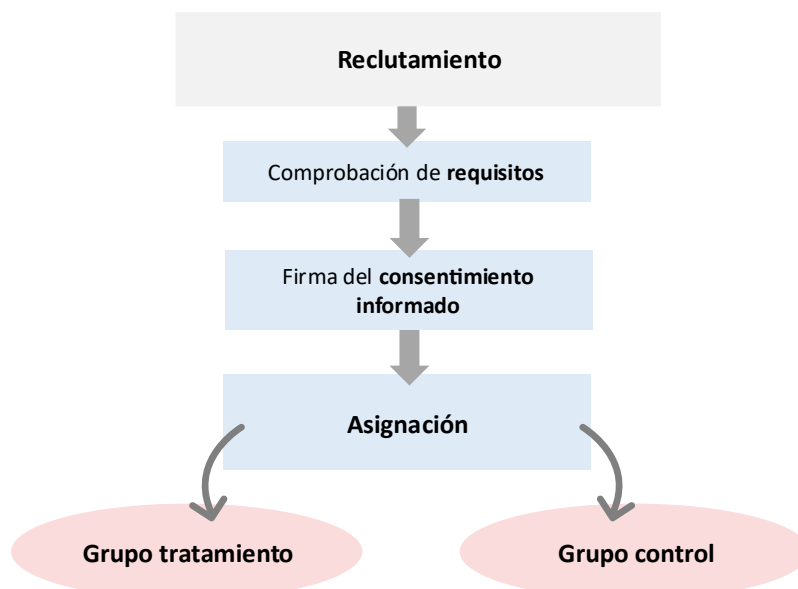 Reclutamiento
Comprobación de requisitos
Firma del consentimiento
informado
Asignación
Grupo tratamiento
Grupo control